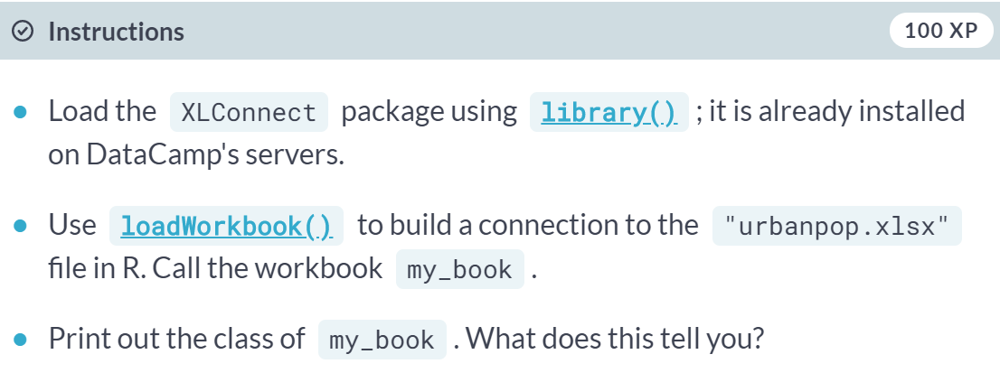 Instructions 100 XP
Load the XLConnect package using library() ; it is already installed
on DataCamp's servers.
Use loadWorkbook() to build a connection to the "urbanpop.xlsx"
file in R. Call the workbook my_book .
Print out the class of my_book . What does this tell you?